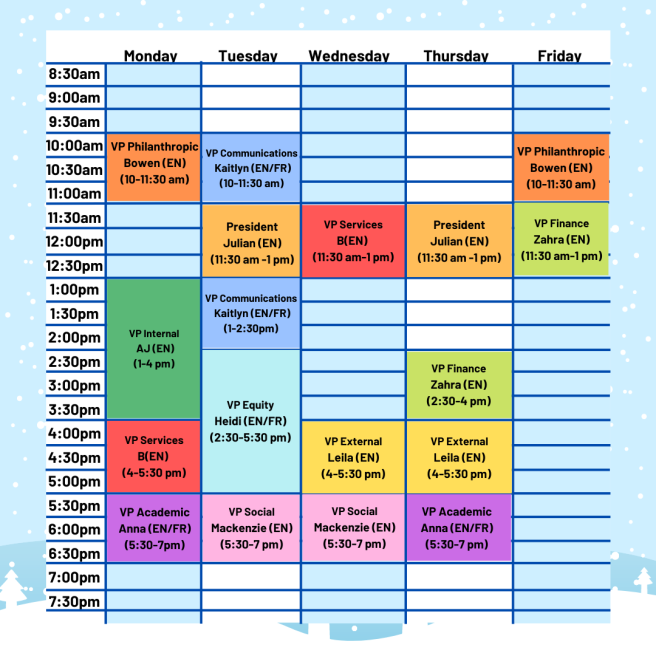 Monday Tuesday Wednesday Thursday Friday
8:30am
9:00am
9:30am
10:00am
10:30am
11:00am
11:30am
12:00pm
12:30pm
1:00pm
1:30pm
2:00pm
2:30pm
3:00pm
3:30pm
4:00pm
4:30pm
5:00pm
5:30pm
6:00pm
6:30pm
7:00pm
7:30pm
VP Philanthropic
Bowen (EN)
(10-11:30 am)
VP Internal
AJ (EN)
(1-4 pm)
VP Services
B(EN)
(4-5:30 pm)
VP Academic
Anna (EN/FR)
(5:30-7pm)
VP Communications
Kaitlyn (EN/FR)
(10-11:30 am)
President
Julian (EN)
(11:30 am -1 pm)
VP Communications
Kaitlyn (EN/FR)
(1-2:30pm)
VP Equity
Heidi (EN/FR)
(2:30-5:30 pm)
VP Social
Mackenzie (EN)
(5:30-7 pm)
VP Services
B(EN)
(11:30 am-1 pm)
VP External
Leila (EN)
(4-5:30 pm)
VP Social
Mackenzie (EN)
(5:30-7 pm)
President
Julian (EN)
(11:30 am -1 pm)
VP Finance
Zahra (EN)
(2:30-4 pm)
VP External
Leila (EN)
(4-5:30 pm)
VP Academic
Anna (EN/FR)
(5:30-7 pm)
VP Philanthropic
Bowen (EN)
(10-11:30 am)
VP Finance
Zahra (EN)
(11:30 am-1 pm)